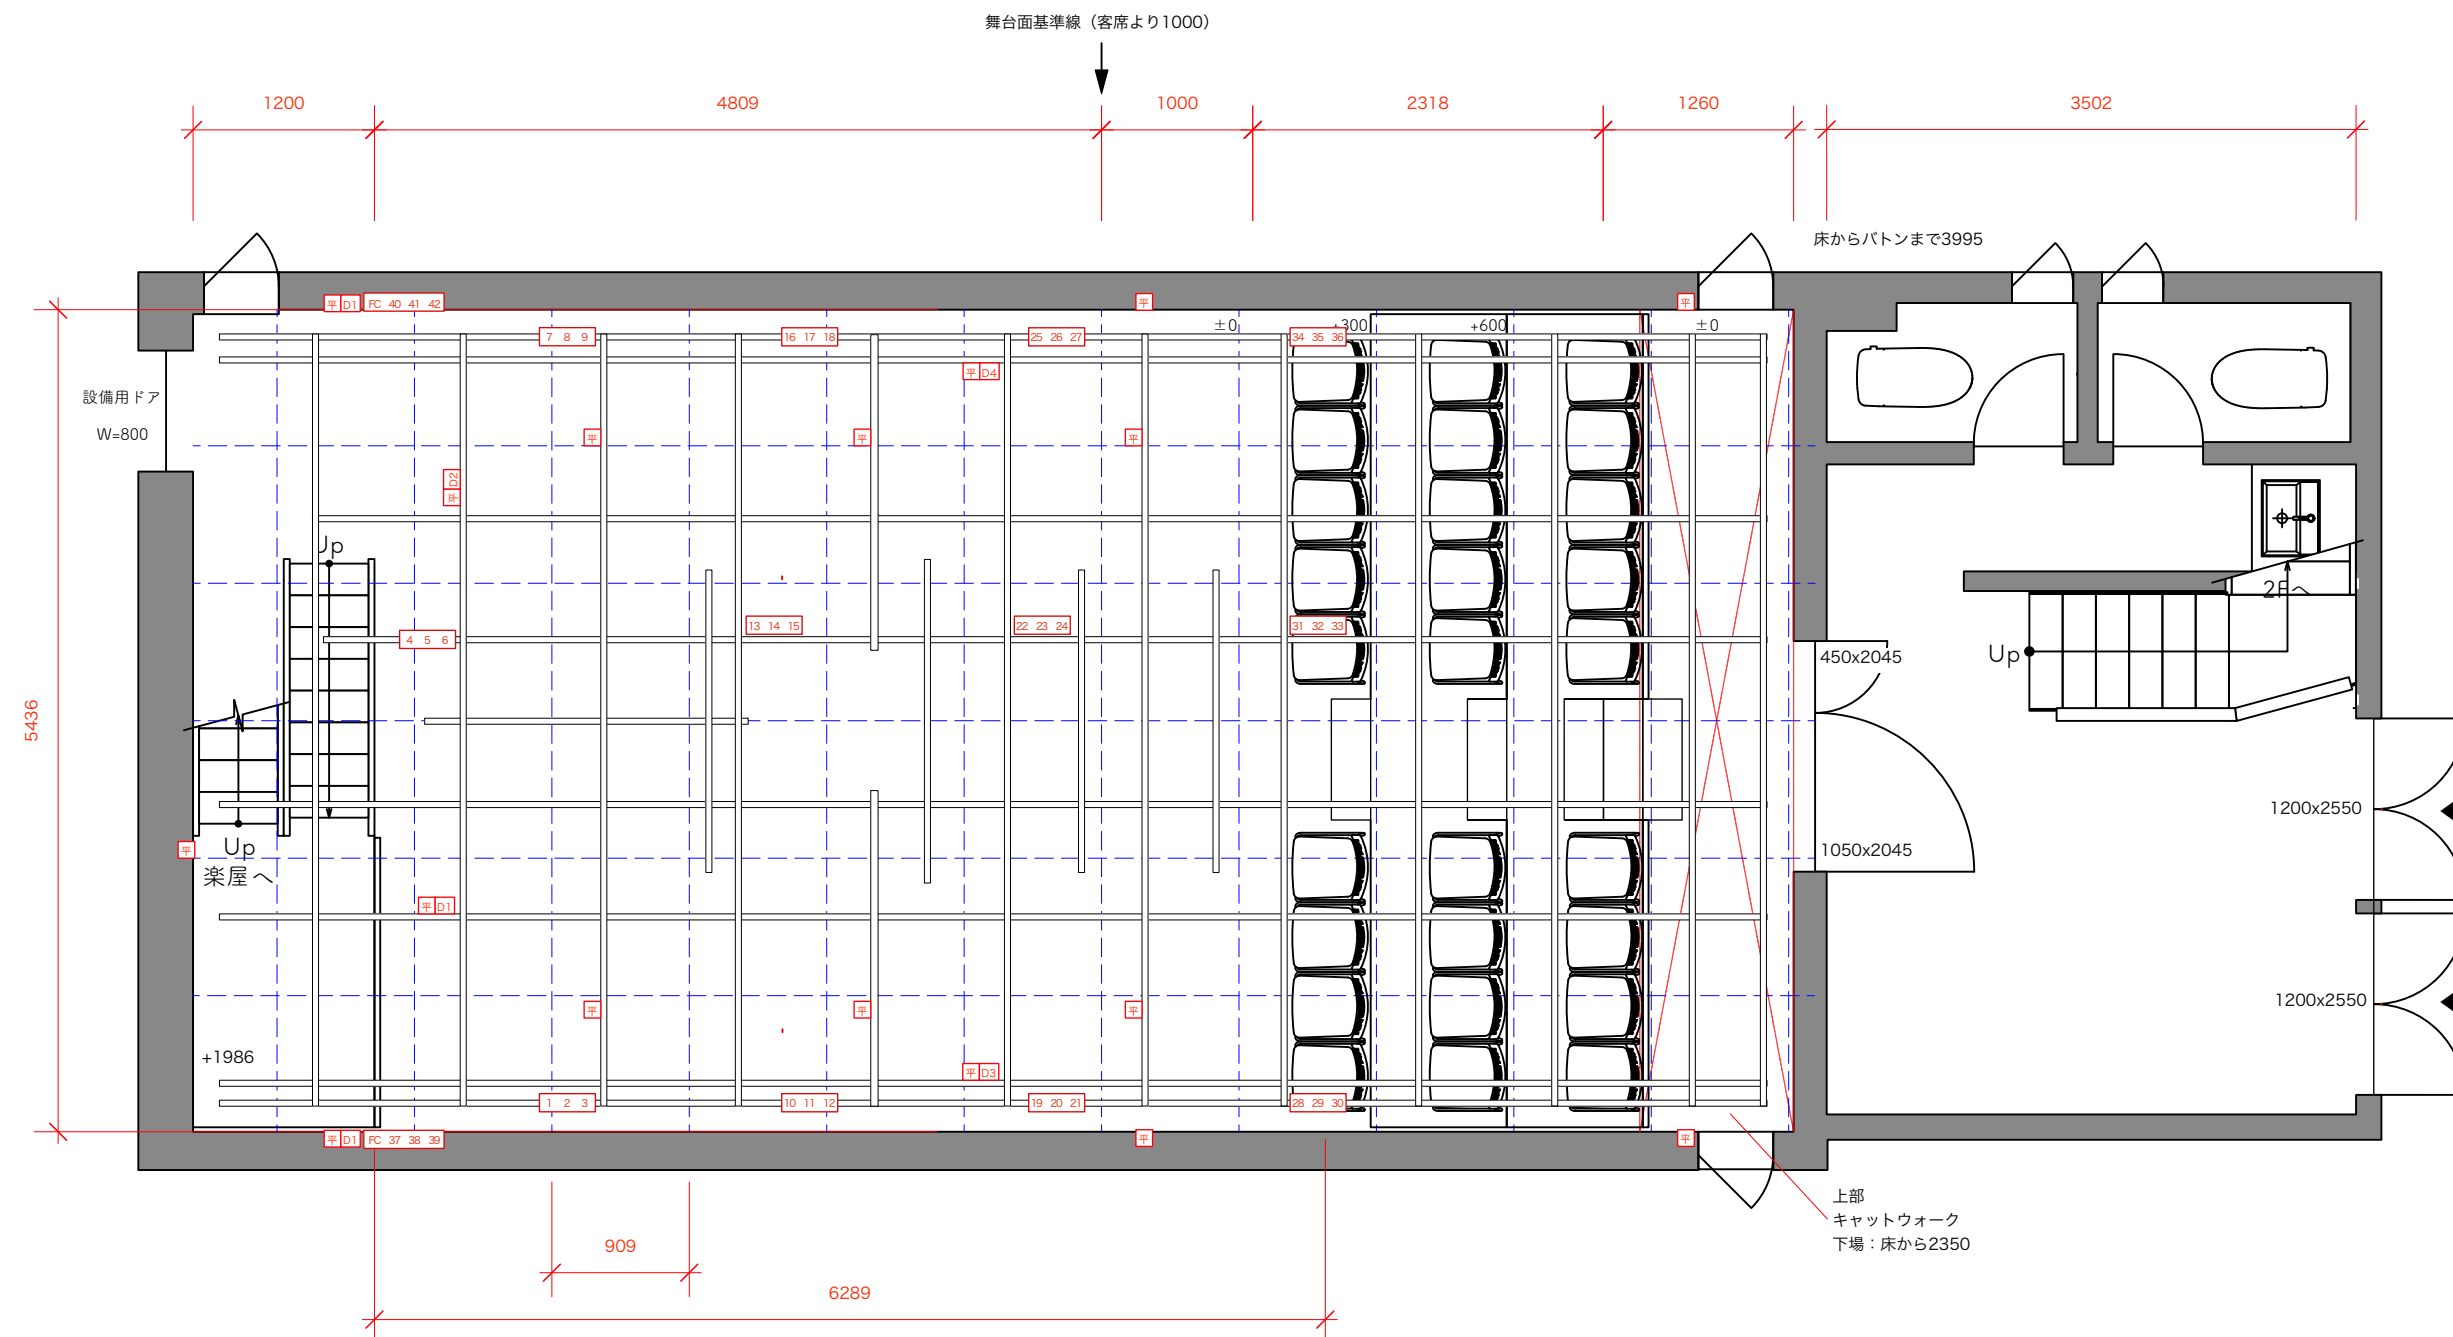 舞台面基準線（客席より1000）
1200
4809
1000
2318
1260
3502
床からバトンまで3995
平 D1
FC 40 41 42
平
平
±0
+300
+600
±0
7 8 9
16 17 18
25 26 27
34 35 36
平 D4
設備用ドア
W=800
平
平
平
平 D2
Up
2Fへ
13 14 15
22 23 24
31 32 33
4 5 6
Up
450x2045
5436
1200x2550
Up
平
1050x2045
楽屋へ
平 D1
1200x2550
平
平
平
+1986
平 D3
1 2 3
10 11 12
19 20 21
28 29 30
平 D1
FC 37 38 39
平
平
上部
キャットウォーク
下場：床から2350
909
6289